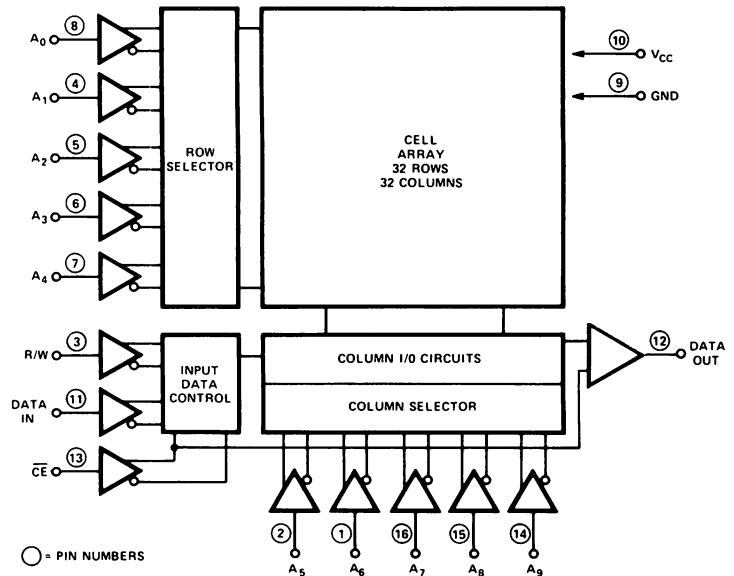 A0 8
A1 4
A2 5
A3 6
A4 7
ROW
SELECTOR
CELL
ARRAY
32 ROWS
32 COLUMNS
10 VCC
9 GND
R/W 3
DATA
IN
11
CE 13
INPUT
DATA
CONTROL
COLUMN I/O CIRCUITS
COLUMN SELECTOR
12 DATA
OUT
2 1 16 15 14
A5 A6 A7 A8 A9
= PIN NUMBERS